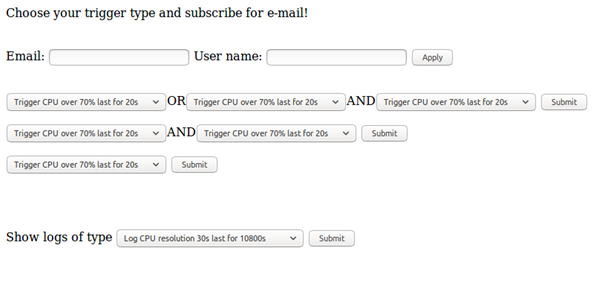 Choose your trigger type and subscribe for e-mail!
Email: User name: Apply
Trigger CPU over 70% last for 20s OR Trigger CPU over 70% last for 20s AND Trigger CPU over 70% last for 20s Submit
Trigger CPU over 70% last for 20s AND Trigger CPU over 70% last for 20s Submit
Trigger CPU over 70% last for 20s Submit
Show logs of type Log CPU resolution 30s last for 10800s Submit